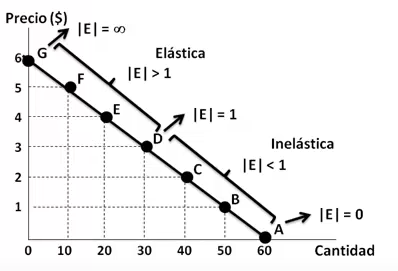 Precio ($)
|E| = ∞
G
Elástica
|E| > 1
6
F
5
E
4
|E| = 1
D
3
Inelástica
C
|E| < 1
2
B
1
A
|E| = 0
0 10 20 30 40 50 60 Cantidad